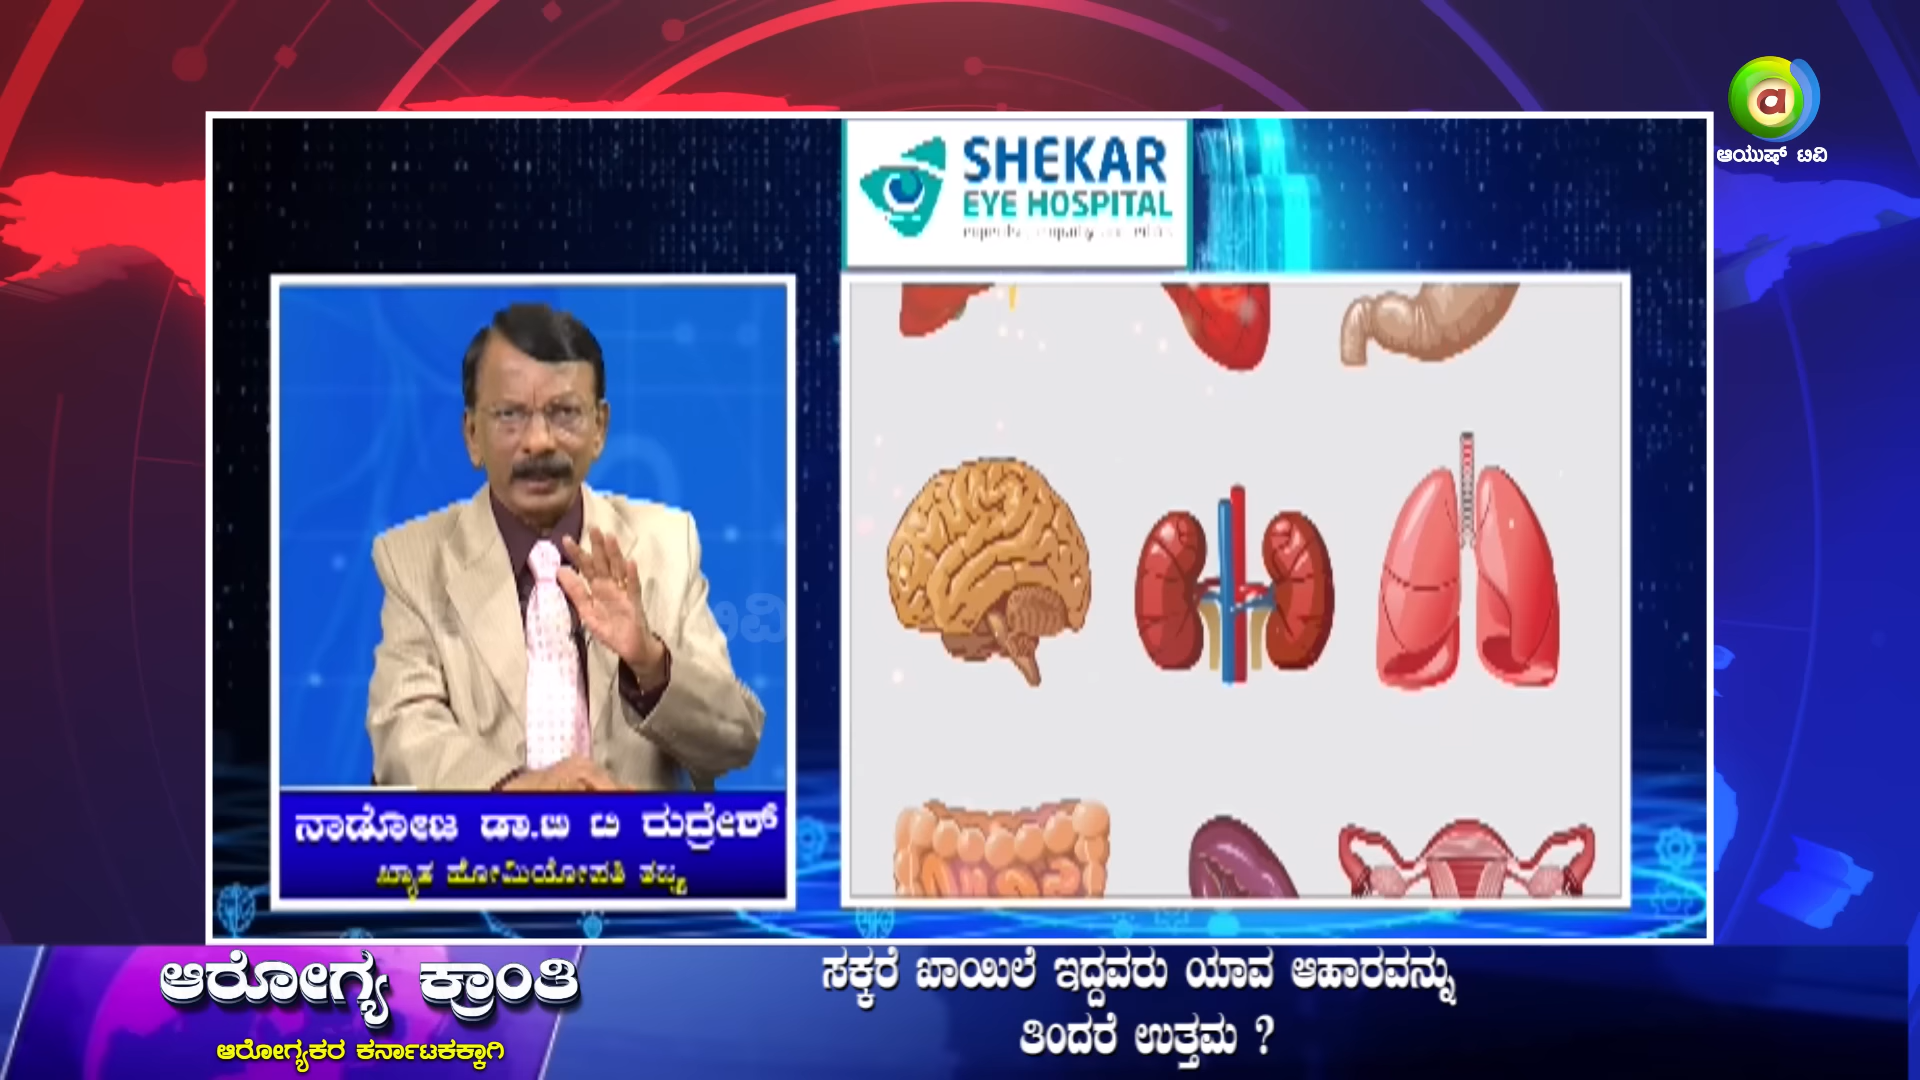 a
ಆಯುಷ್ ಟಿವಿ
SHEKAR
EYE HOSPITAL
ನಾಡೋಜ ಡಾ.ಬಿ ಟಿ ರುದ್ರೇಶ್
ಖ್ಯಾತ ಹೋಮಿಯೋಪತಿ ತಜ್ಞ
ಆರೋಗ್ಯ ಕ್ರಾಂತಿ
ಆರೋಗ್ಯಕರ ಕರ್ನಾಟಕಕ್ಕಾಗಿ
ಸಕ್ಕರೆ ಖಾಯಿಲೆ ಇದ್ದವರು ಯಾವ ಆಹಾರವನ್ನು
ತಿಂದರೆ ಉತ್ತಮ ?